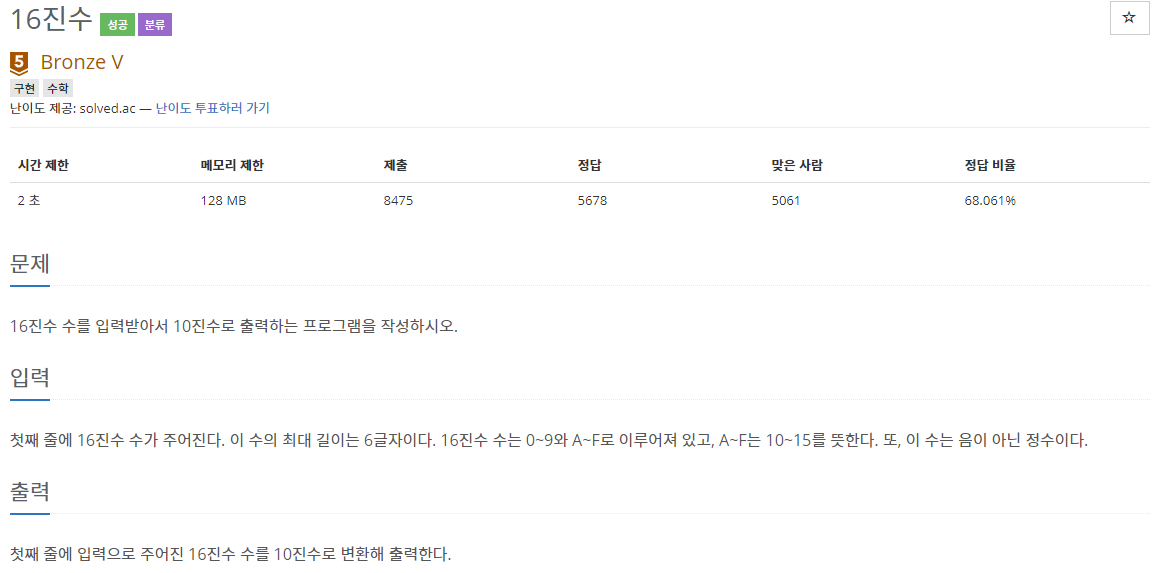 16진수 성공 분류
☆
5 Bronze V
구현 수학
난이도 제공: solved.ac — 난이도 투표하러 가기
시간 제한 메모리 제한 제출 정답 맞은 사람 정답 비율
2 초 128 MB 8475 5678 5061 68.061%
문제
16진수 수를 입력받아서 10진수로 출력하는 프로그램을 작성하시오.
입력
첫째 줄에 16진수 수가 주어진다. 이 수의 최대 길이는 6글자이다. 16진수 수는 0~9와 A~F로 이루어져 있고, A~F는 10~15를 뜻한다. 또, 이 수는 음이 아닌 정수이다.
출력
첫째 줄에 입력으로 주어진 16진수 수를 10진수로 변환해 출력한다.